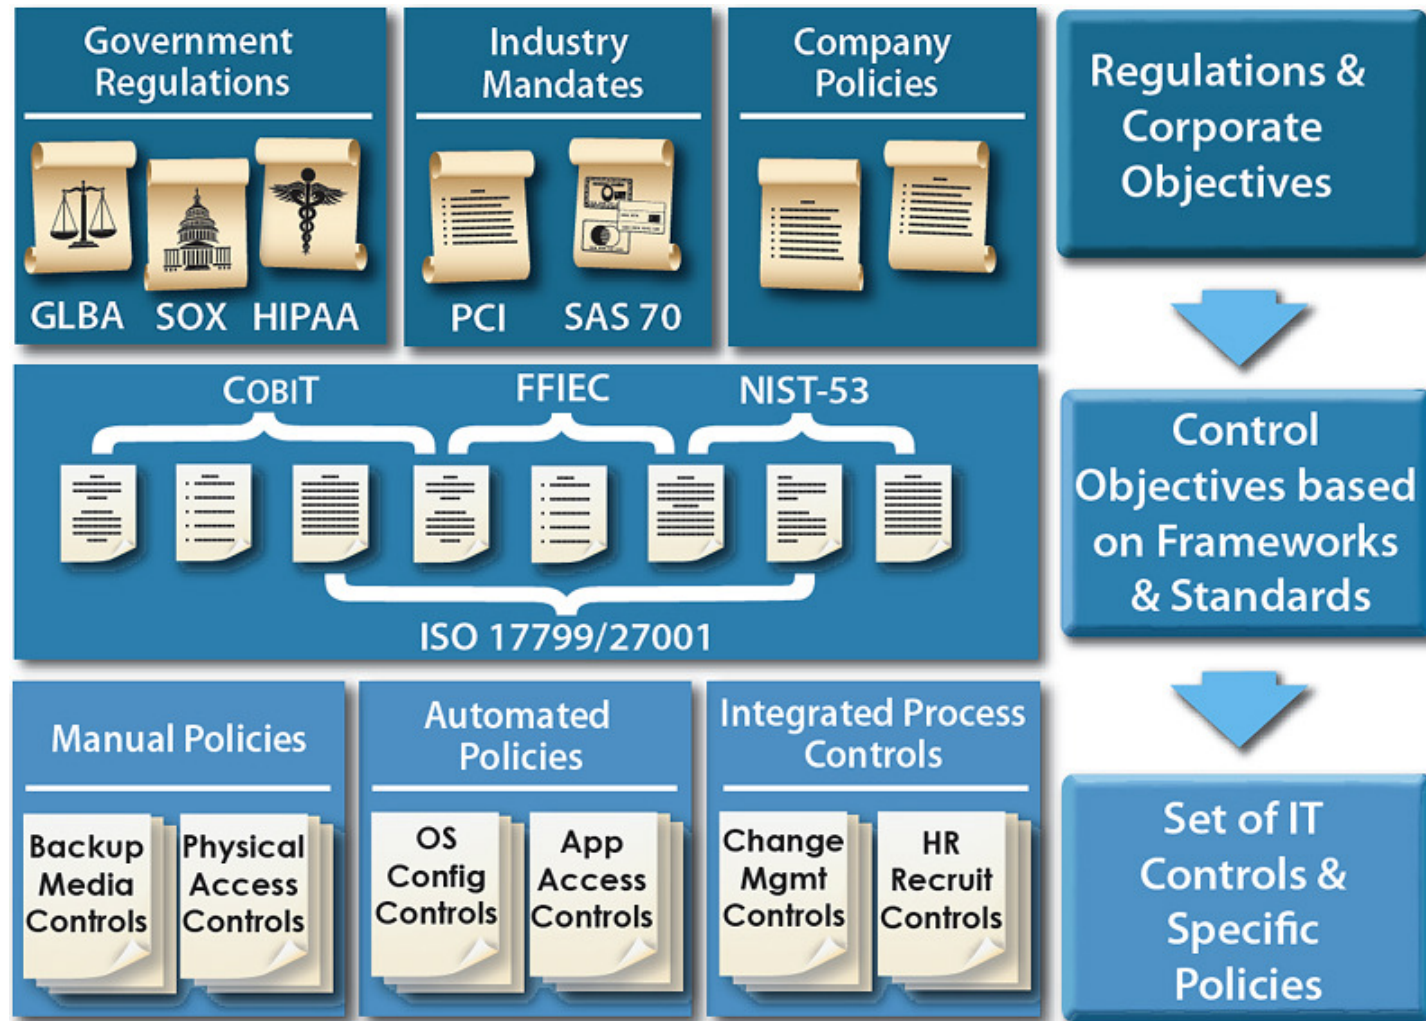 Government
Regulations
GLBA
SOX
HIPAA
Industry
Mandates
PCI
SAS 70
Company
Policies
Regulations &
Corporate
Objectives
COBIT
FFIEC
NIST-53
ISO 17799/27001
Control
Objectives based
on Frameworks
& Standards
Manual Policies
Backup
Media
Controls
Physical
Access
Controls
Automated
Policies
OS
Config
Controls
App
Access
Controls
Integrated Process
Controls
Change
Mgmt
Controls
HR
Recruit
Controls
Set of IT
Controls &
Specific
Policies